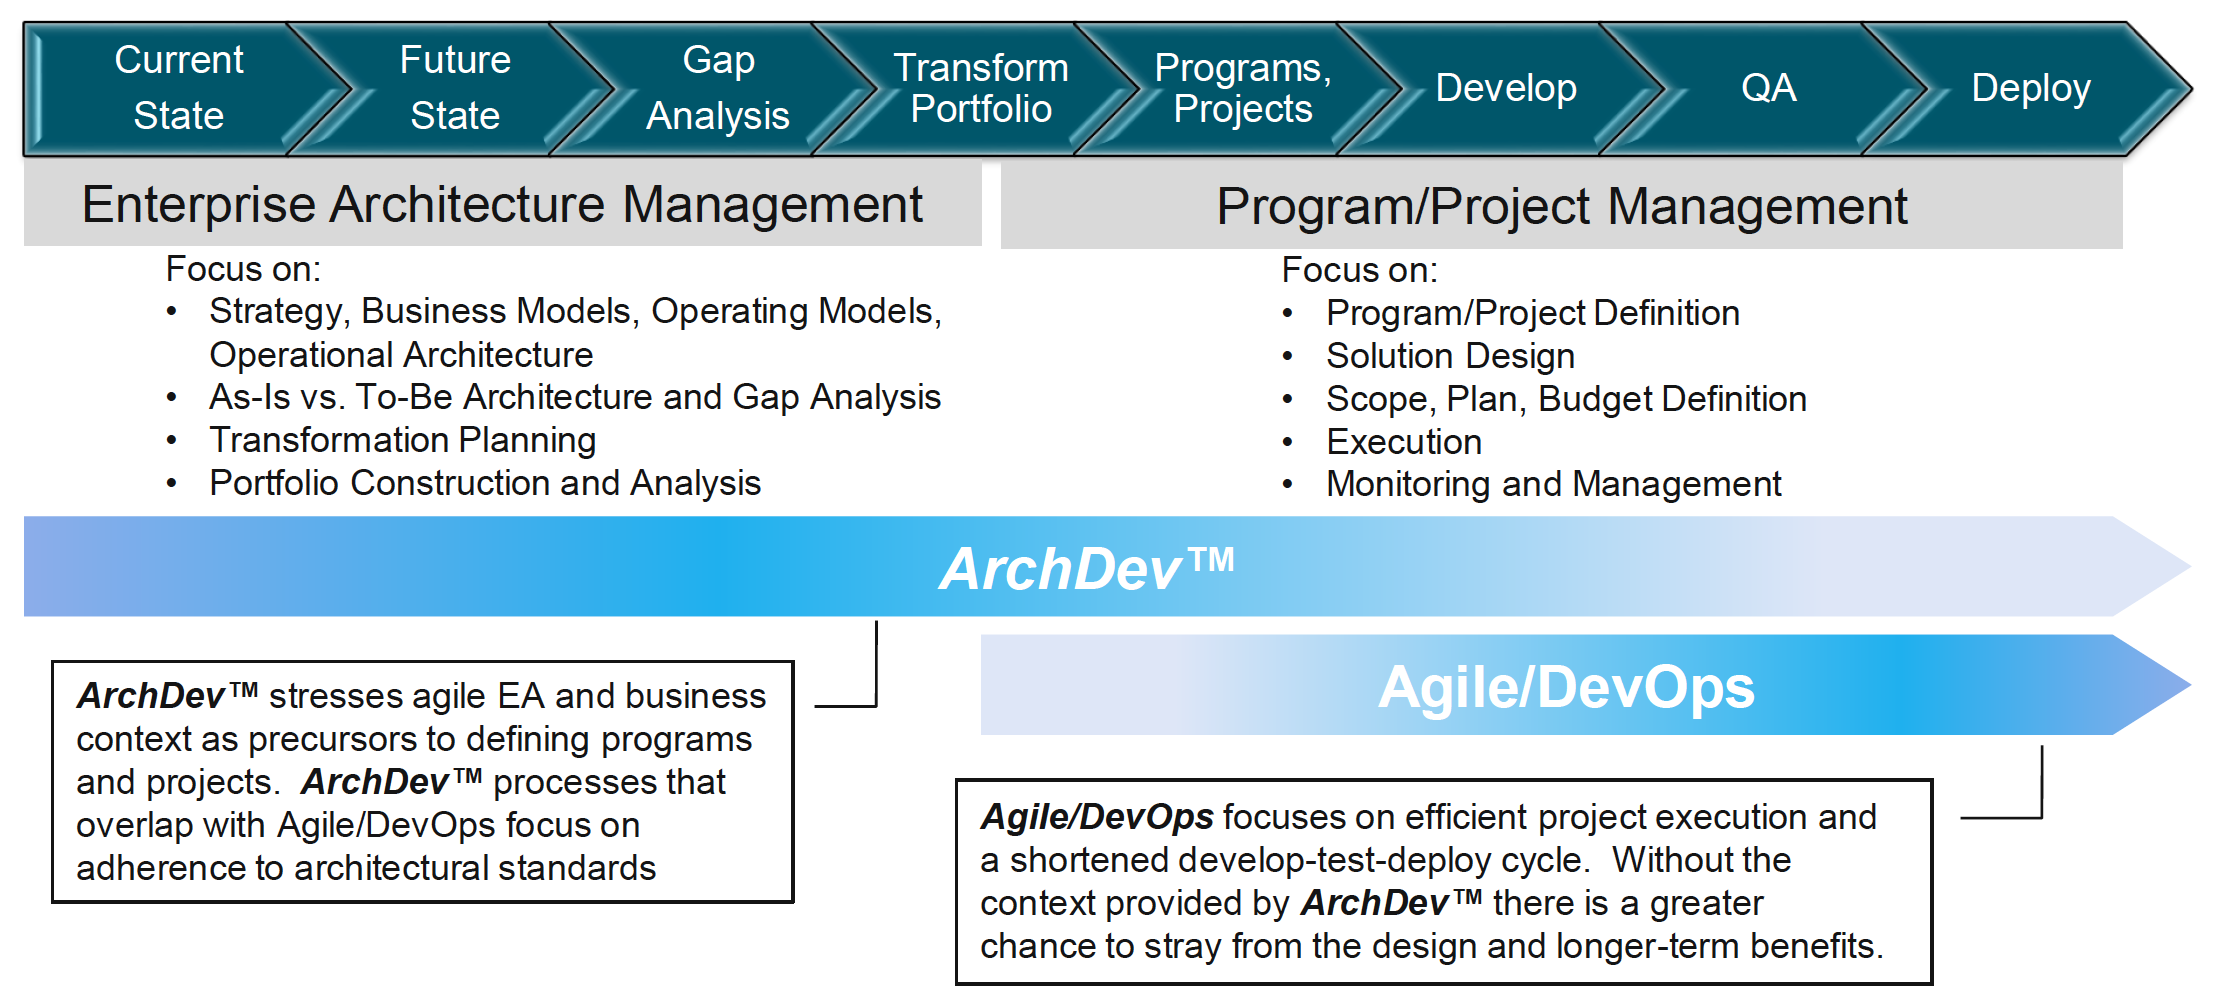 Current
State
Future
State
Gap
Analysis
Transform
Portfolio
Programs,
Projects
Develop
QA
Deploy
Enterprise Architecture Management
Focus on:
• Strategy, Business Models, Operating Models,
Operational Architecture
• As-Is vs. To-Be Architecture and Gap Analysis
• Transformation Planning
• Portfolio Construction and Analysis
Program/Project Management
Focus on:
• Program/Project Definition
• Solution Design
• Scope, Plan, Budget Definition
• Execution
• Monitoring and Management
ArchDev™
Agile/DevOps
ArchDev™ stresses agile EA and business
context as precursors to defining programs
and projects.  ArchDev™ processes that
overlap with Agile/DevOps focus on
adherence to architectural standards
Agile/DevOps focuses on efficient project execution and
a shortened develop-test-deploy cycle.  Without the
context provided by ArchDev™ there is a greater
chance to stray from the design and longer-term benefits.